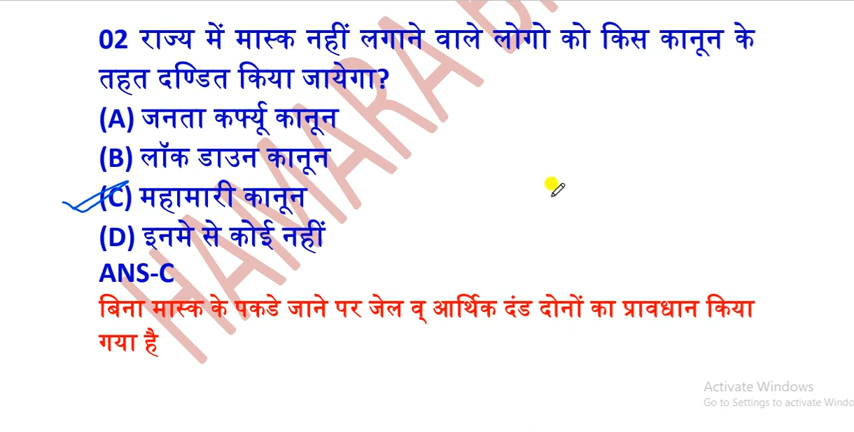 02 राज्य में मास्क नहीं लगाने वाले लोगो को किस कानून के
तहत दण्डित किया जायेगा?
(A) जनता कर्फ्यू कानून
(B) लॉक डाउन कानून
(C) महामारी कानून
(D) इनमे से कोई नहीं
ANS-C
बिना मास्क के पकडे जाने पर जेल व् आर्थिक दंड दोनों का प्रावधान किया
गया है
HAMARA
Activate Windows
Go to Settings to activate Windo